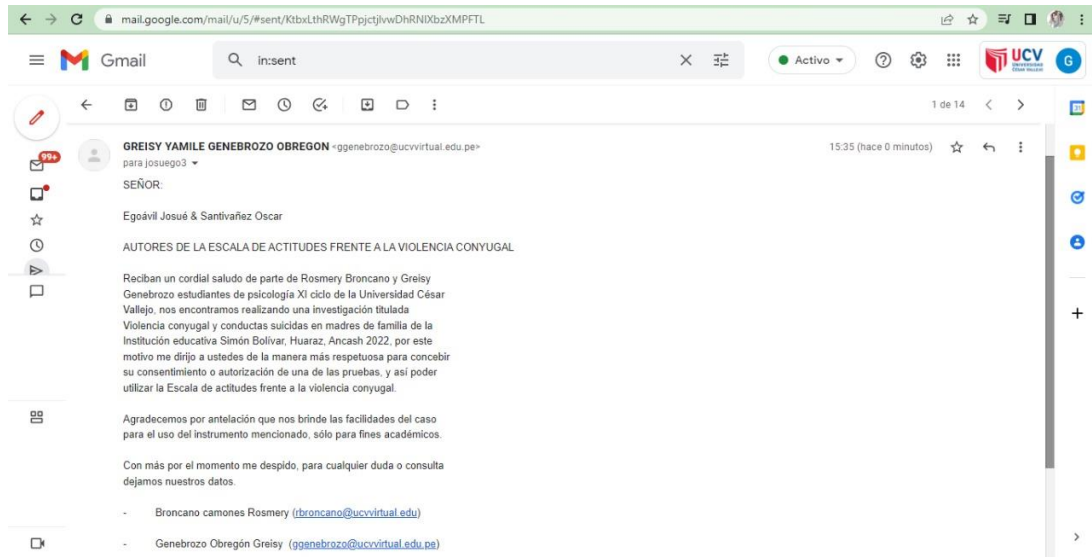 mail.google.com/mail/u/5/#sent/KtbxLthRWgTPpjctjlvwDhRNlXbzXMPFTL
Gmail
in:sent
Activo
UCV
UNIVERSIDAD
CÉSAR VALLEJO
G
1 de 14
99+
31
GREISY YAMILE GENEBROZO OBREGON <ggenebrozo@ucvvirtual.edu.pe>
15:35 (hace 0 minutos)
para josuego3
SEÑOR:
Egoávil Josué & Santivañez Oscar
AUTORES DE LA ESCALA DE ACTITUDES FRENTE A LA VIOLENCIA CONYUGAL
Reciban un cordial saludo de parte de Rosmery Broncano y Greisy
Genebrozo estudiantes de psicología XI ciclo de la Universidad César
Vallejo, nos encontramos realizando una investigación titulada
Violencia conyugal y conductas suicidas en madres de familia de la
Institución educativa Simón Bolívar, Huaraz, Ancash 2022, por este
motivo me dirijo a ustedes de la manera más respetuosa para concebir
su consentimiento o autorización de una de las pruebas, y así poder
utilizar la Escala de actitudes frente a la violencia conyugal.
Agradecemos por antelación que nos brinde las facilidades del caso
para el uso del instrumento mencionado, sólo para fines académicos.
Con más por el momento me despido, para cualquier duda o consulta
dejamos nuestros datos.
- Broncano camones Rosmery (rbroncano@ucvvirtual.edu)
- Genebrozo Obregón Greisy (ggenebrozo@ucvvirtual.edu.pe)